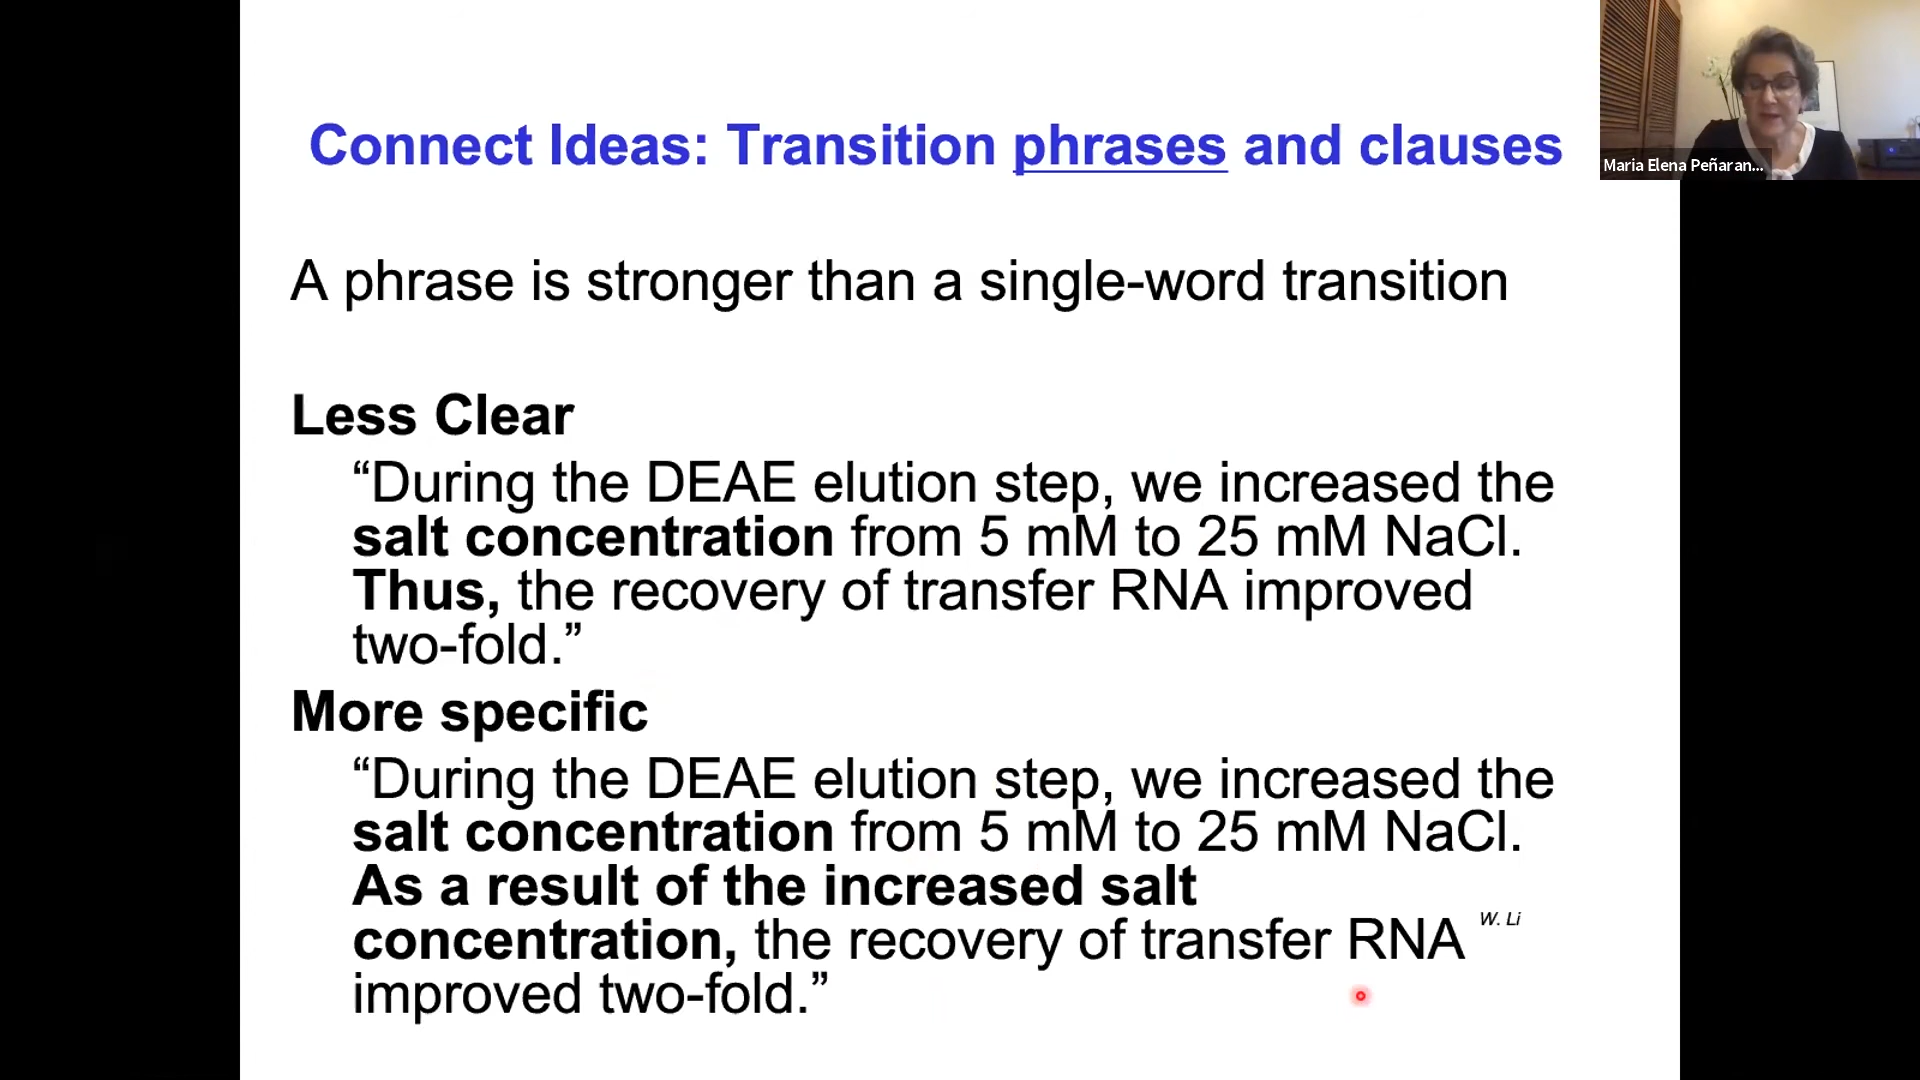 Connect Ideas: Transition phrases and clauses
Maria Elena Peñaran...
A phrase is stronger than a single-word transition
Less Clear
“During the DEAE elution step, we increased the
salt concentration from 5 mM to 25 mM NaCl.
Thus, the recovery of transfer RNA improved
two-fold.”
More specific
“During the DEAE elution step, we increased the
salt concentration from 5 mM to 25 mM NaCl.
As a result of the increased salt
concentration, the recovery of transfer RNA
W. Li
improved two-fold.”